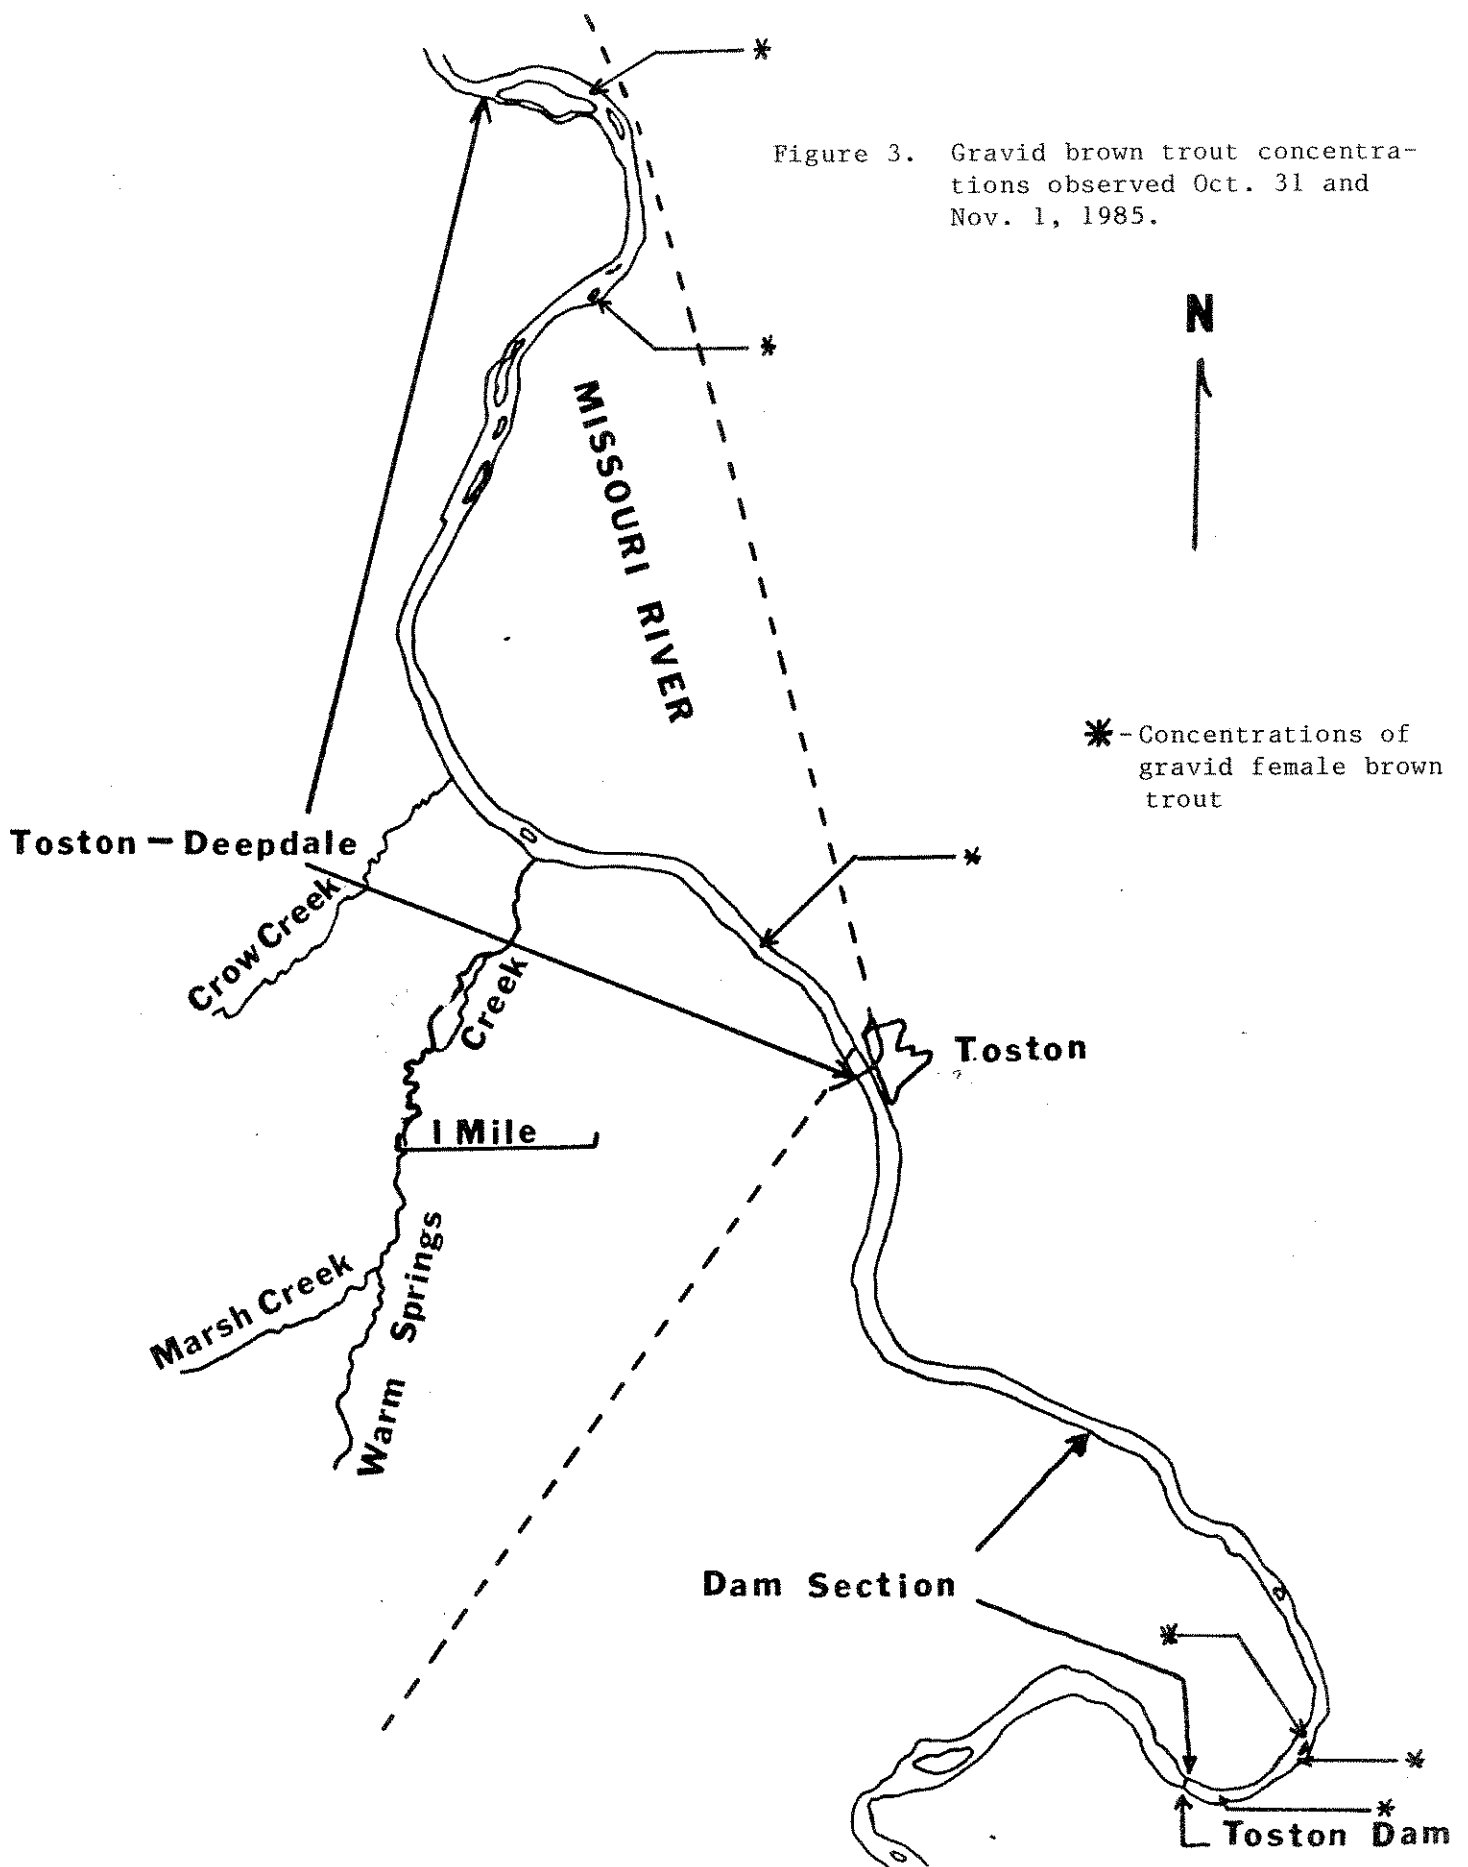 Figure 3. Gravid brown trout concentra-
tions observed Oct. 31 and
Nov. 1, 1985.
N
MISSOURI RIVER
* - Concentrations of
gravid female brown
trout
Toston - Deepdale
Crow Creek
Creek
Toston
1 Mile
Marsh Creek
Warm Springs
Dam Section
Toston Dam